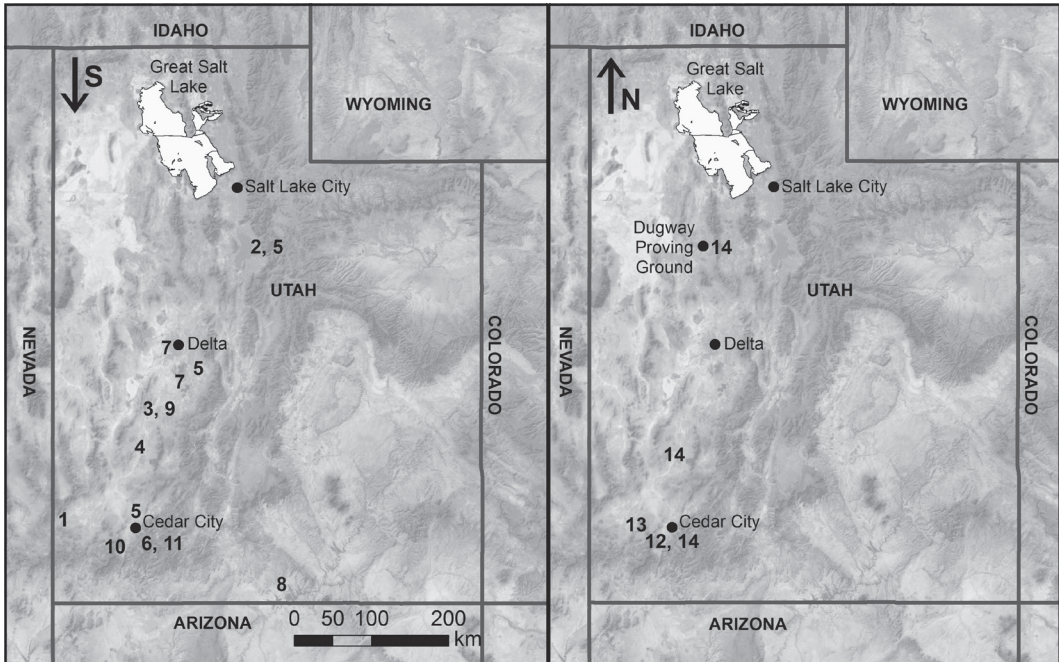 IDAHO
S
Great Salt
Lake
WYOMING
Salt Lake City
2, 5
UTAH
NEVADA
COLORADO
7
Delta
5
7
3, 9
4
1
5
Cedar City
10
6, 11
8
ARIZONA
0 50 100 200
km
IDAHO
N
Great Salt
Lake
WYOMING
Salt Lake City
Dugway
Proving
Ground
14
UTAH
NEVADA
COLORADO
Delta
14
13
Cedar City
12, 14
ARIZONA